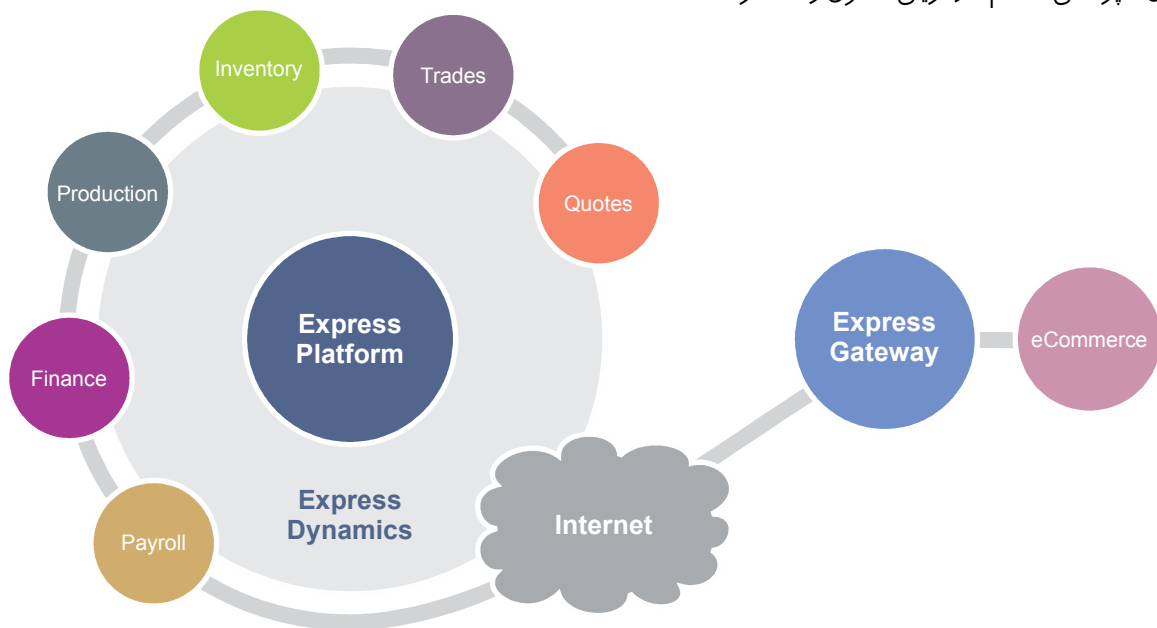 Inventory
Trades
Production
Quotes
Express
Platform
Express
Gateway
eCommerce
Finance
Express
Dynamics
Internet
Payroll